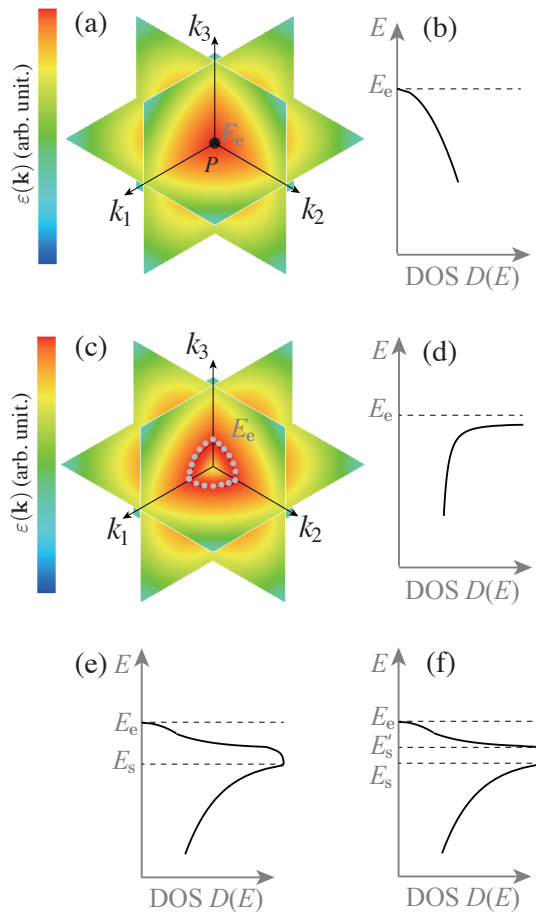 (a)
k3
Ee
P
k1
k2
ε(k) (arb. unit.)
(b)
E
Ee
DOS D(E)
(c)
k3
Ee
k1
k2
ε(k) (arb. unit.)
(d)
E
Ee
DOS D(E)
(e)
E
Ee
Es
DOS D(E)
(f)
E
Ee
E's
Es
DOS D(E)